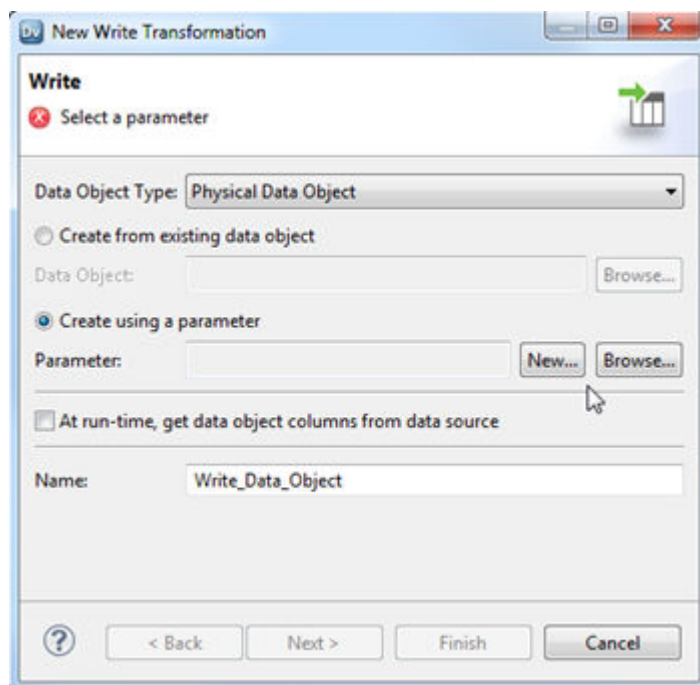 Dv New Write Transformation
Write
Select a parameter
Data Object Type: Physical Data Object
Create from existing data object
Data Object: Browse...
Create using a parameter
Parameter: New... Browse...
At run-time, get data object columns from data source
Name: Write_Data_Object
? < Back Next > Finish Cancel